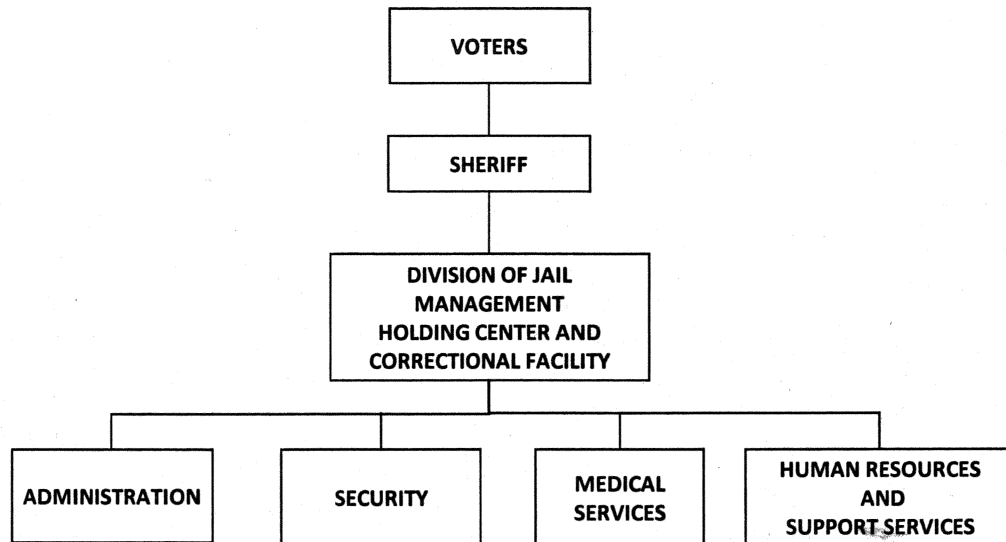 VOTERS
SHERIFF
DIVISION OF JAIL
MANAGEMENT
HOLDING CENTER AND
CORRECTIONAL FACILITY
ADMINISTRATION
SECURITY
MEDICAL
SERVICES
HUMAN RESOURCES
AND
SUPPORT SERVICES